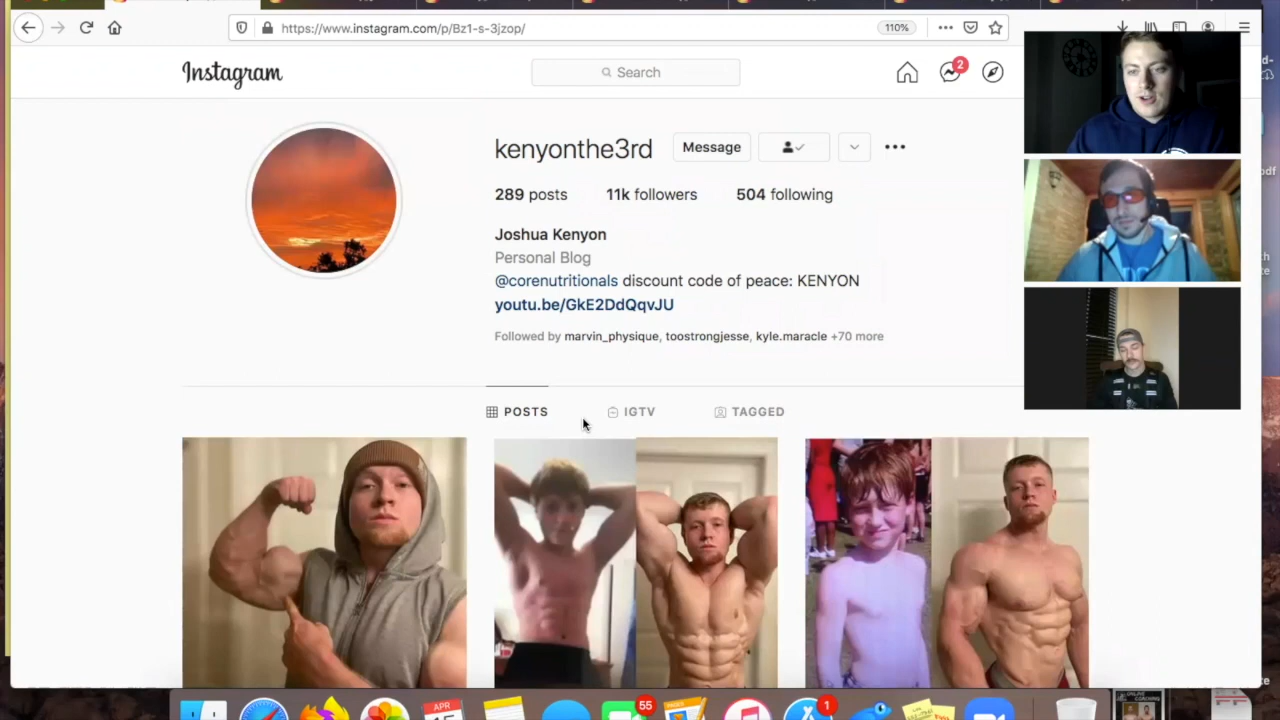 https://www.instagram.com/p/Bz1-s-3jzop/
110%
Instagram
Search
2
kenyonthe3rd
Message
289 posts
11k followers
504 following
Joshua Kenyon
Personal Blog
@corenutritionals discount code of peace: KENYON
youtu.be/GkE2DdQqvJU
Followed by marvin_physique, toostrongjesse, kyle.maracle +70 more
POSTS
IGTV
TAGGED
APR
55
1